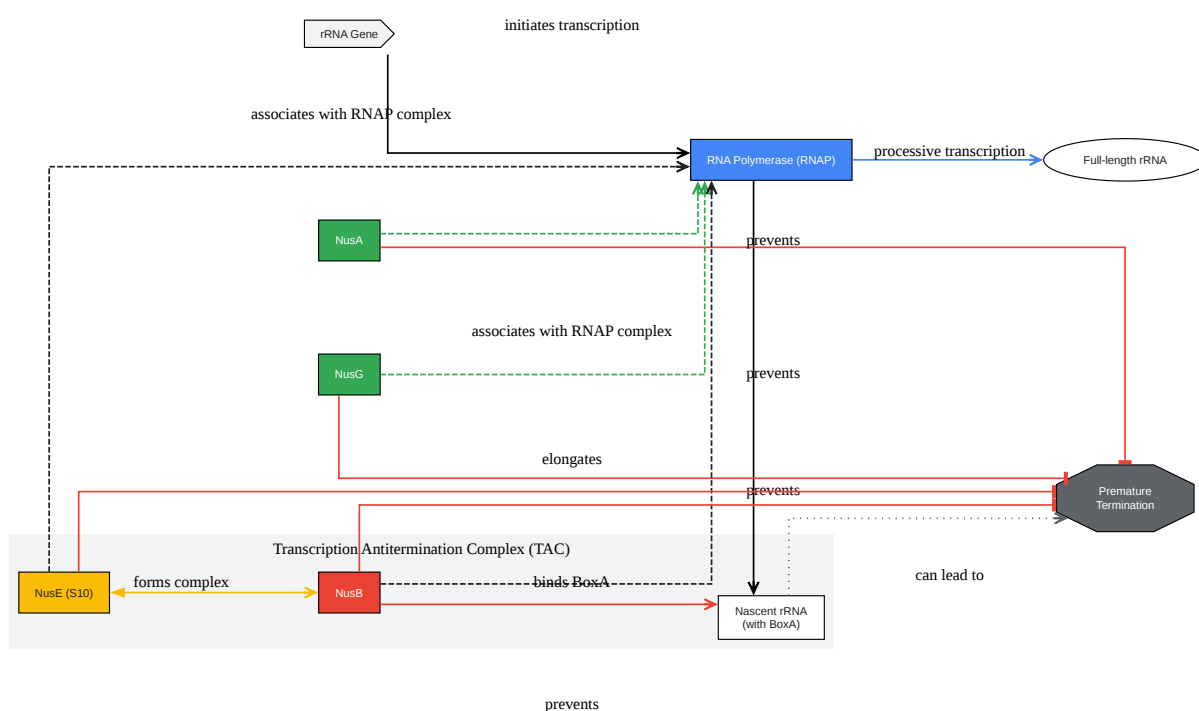 initiates transcription
rRNA Gene
associates with RNAP complex
RNA Polymerase (RNAP)
processive transcription
Full-length rRNA
NusA
prevents
associates with RNAP complex
NusG
prevents
elongates
prevents
Premature
Termination
Transcription Antitermination Complex (TAC)
can lead to
NusE (S10)
forms complex
NusB
binds BoxA
Nascent rRNA
(with BoxA)
prevents